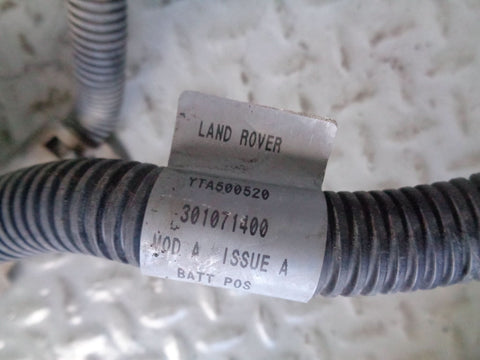 LAND ROVER
YTA500520
301071400
MOD A ISSUE A
BATT POS